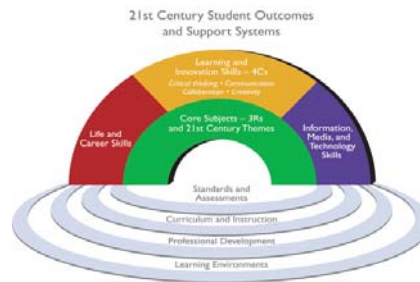 21st Century Student Outcomes
and Support Systems
Learning and
Innovation Skills – 4Cs
Critical thinking • Communication
Collaboration • Creativity
Core Subjects – 3Rs
and 21st Century Themes
Life and
Career Skills
Information,
Media, and
Technology
Skills
Standards and
Assessments
Curriculum and Instruction
Professional Development
Learning Environments